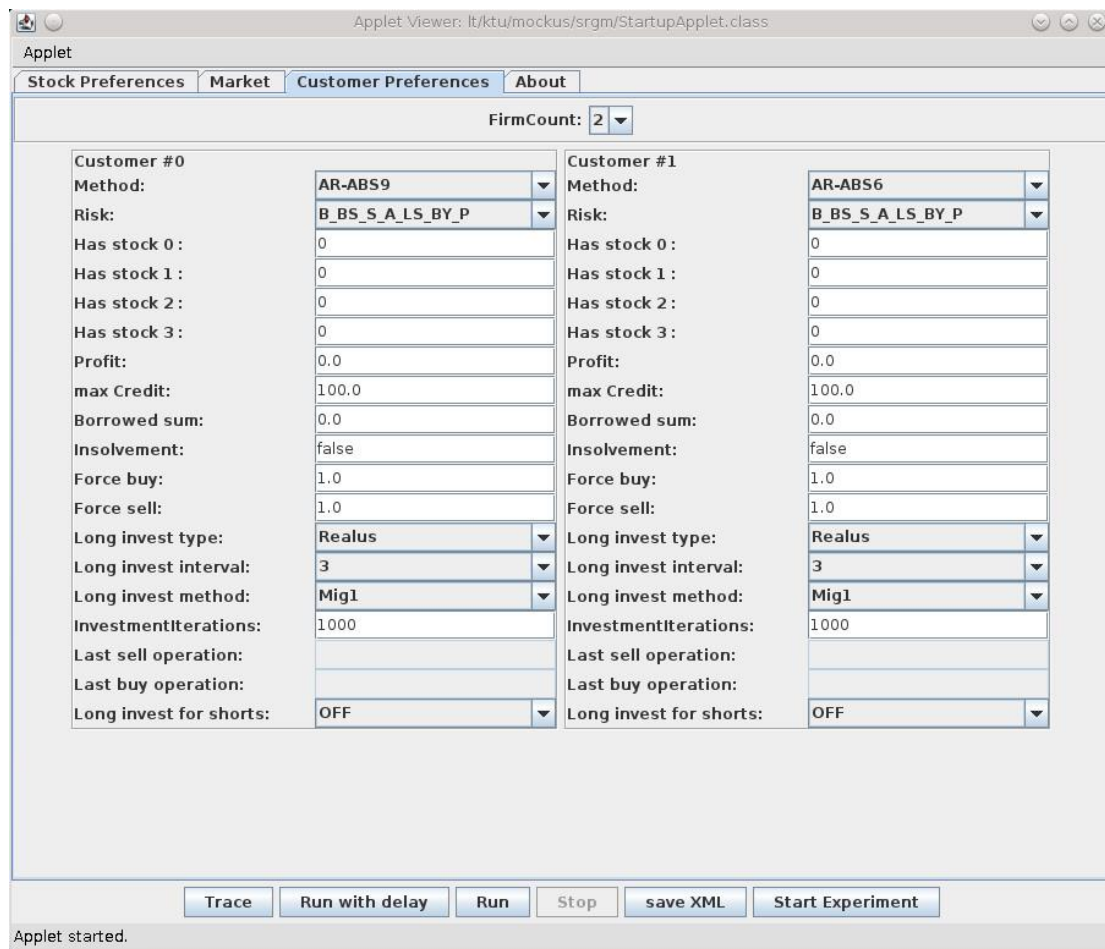 Applet Viewer: lt/ktu/mockus/srgm/StartupApplet.class
Applet
Stock Preferences Market Customer Preferences About
FirmCount: 2
Customer #0
Method: AR-ABS9
Risk: B_BS_S_A_LS_BY_P
Has stock 0 : 0
Has stock 1 : 0
Has stock 2 : 0
Has stock 3 : 0
Profit: 0.0
max Credit: 100.0
Borrowed sum: 0.0
Insolvement: false
Force buy: 1.0
Force sell: 1.0
Long invest type: Realus
Long invest interval: 3
Long invest method: Mig1
InvestmentIterations: 1000
Last sell operation:
Last buy operation:
Long invest for shorts: OFF
Customer #1
Method: AR-ABS6
Risk: B_BS_S_A_LS_BY_P
Has stock 0 : 0
Has stock 1 : 0
Has stock 2 : 0
Has stock 3 : 0
Profit: 0.0
max Credit: 100.0
Borrowed sum: 0.0
Insolvement: false
Force buy: 1.0
Force sell: 1.0
Long invest type: Realus
Long invest interval: 3
Long invest method: Mig1
InvestmentIterations: 1000
Last sell operation:
Last buy operation:
Long invest for shorts: OFF
Trace Run with delay Run Stop save XML Start Experiment
Applet started.